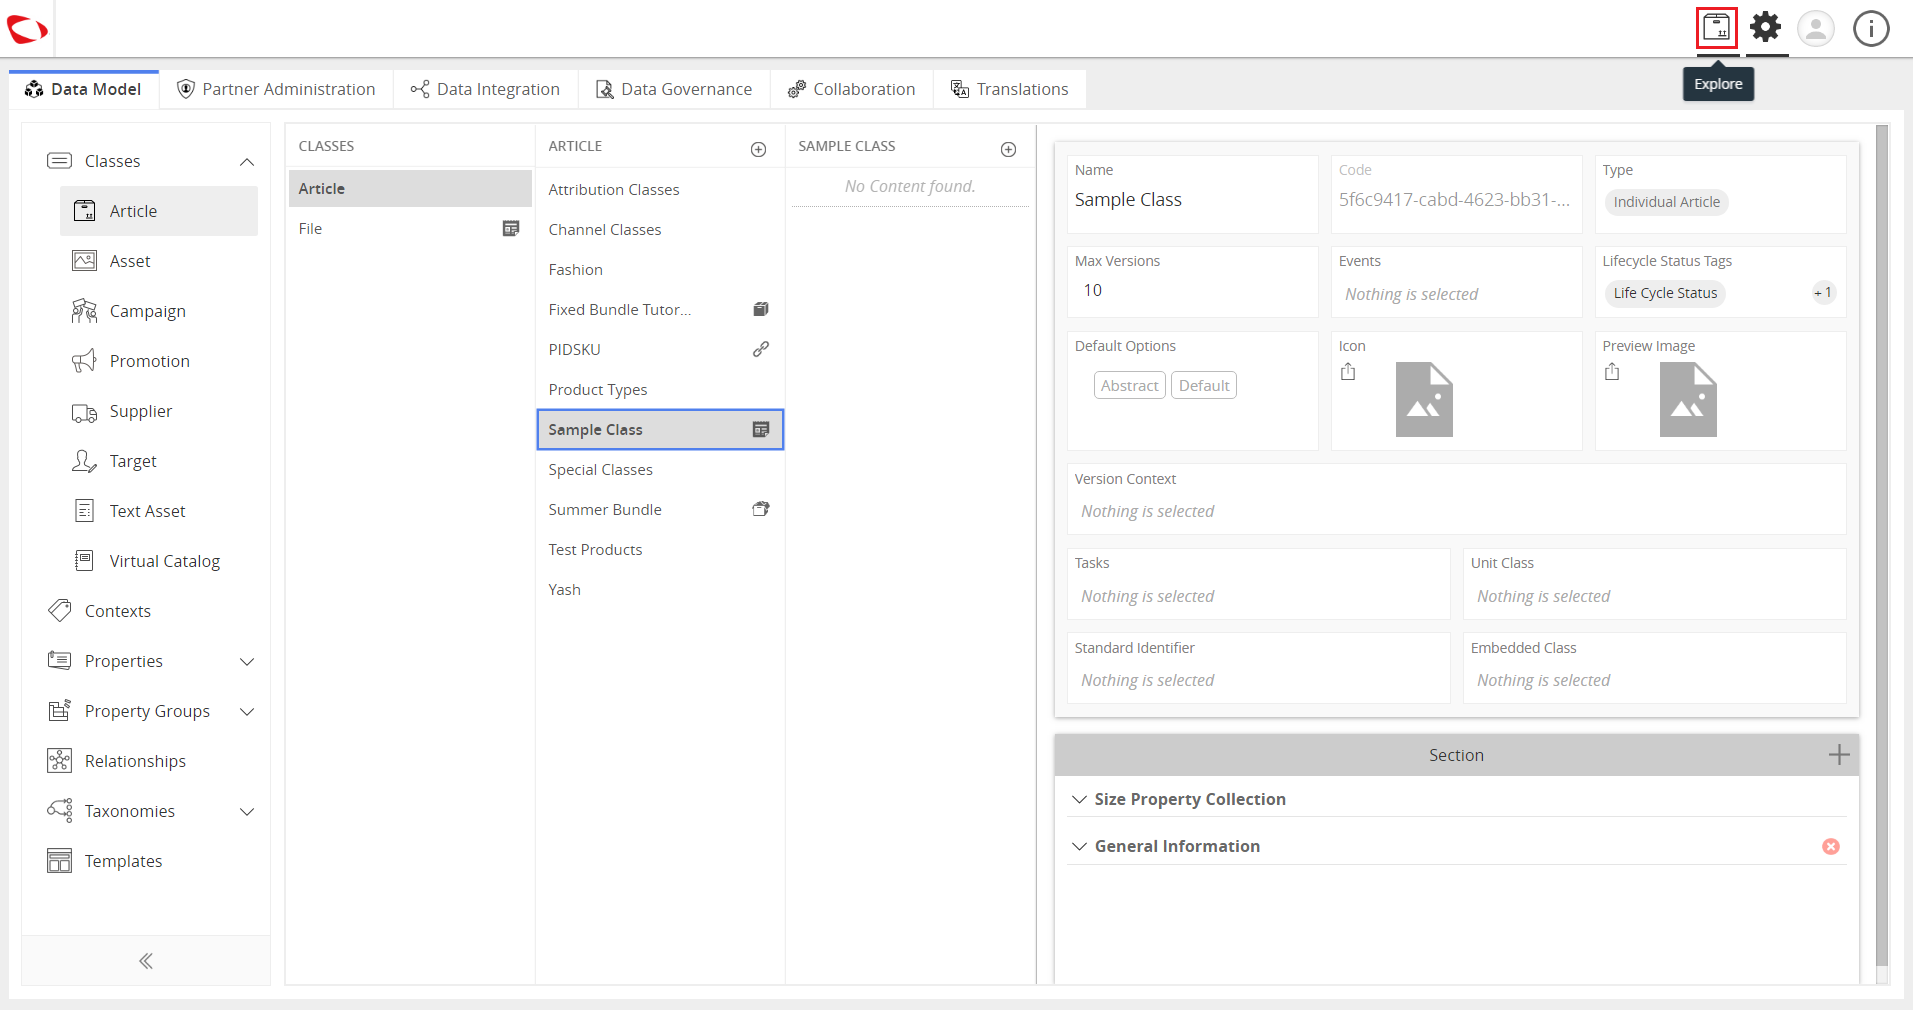 Explore
Data Model
Partner Administration
Data Integration
Data Governance
Collaboration
Translations
Classes
Article
Asset
Campaign
Promotion
Supplier
Target
Text Asset
Virtual Catalog
Contexts
Properties
Property Groups
Relationships
Taxonomies
Templates
CLASSES
Article
File
ARTICLE
Attribution Classes
Channel Classes
Fashion
Fixed Bundle Tutor...
PIDSKU
Product Types
Sample Class
Special Classes
Summer Bundle
Test Products
Yash
SAMPLE CLASS
No Content found.
Name
Sample Class
Code
5f6c9417-cabd-4623-bb31-...
Type
Individual Article
Max Versions
10
Events
Nothing is selected
Lifecycle Status Tags
Life Cycle Status
+1
Default Options
Abstract
Default
Icon
Preview Image
Version Context
Nothing is selected
Tasks
Nothing is selected
Unit Class
Nothing is selected
Standard Identifier
Nothing is selected
Embedded Class
Nothing is selected
Section
Size Property Collection
General Information